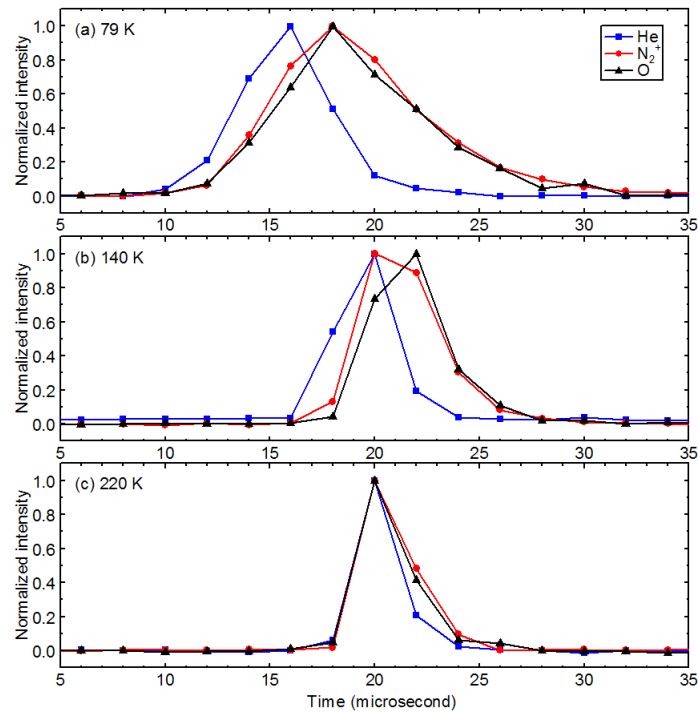 (a) 79 K
He
N₂⁺
O
Normalized intensity
1.0
0.8
0.6
0.4
0.2
0.0
5 10 15 20 25 30 35
(b) 140 K
Normalized intensity
1.0
0.8
0.6
0.4
0.2
0.0
5 10 15 20 25 30 35
(c) 220 K
Normalized intensity
1.0
0.8
0.6
0.4
0.2
0.0
5 10 15 20 25 30 35
Time (microsecond)